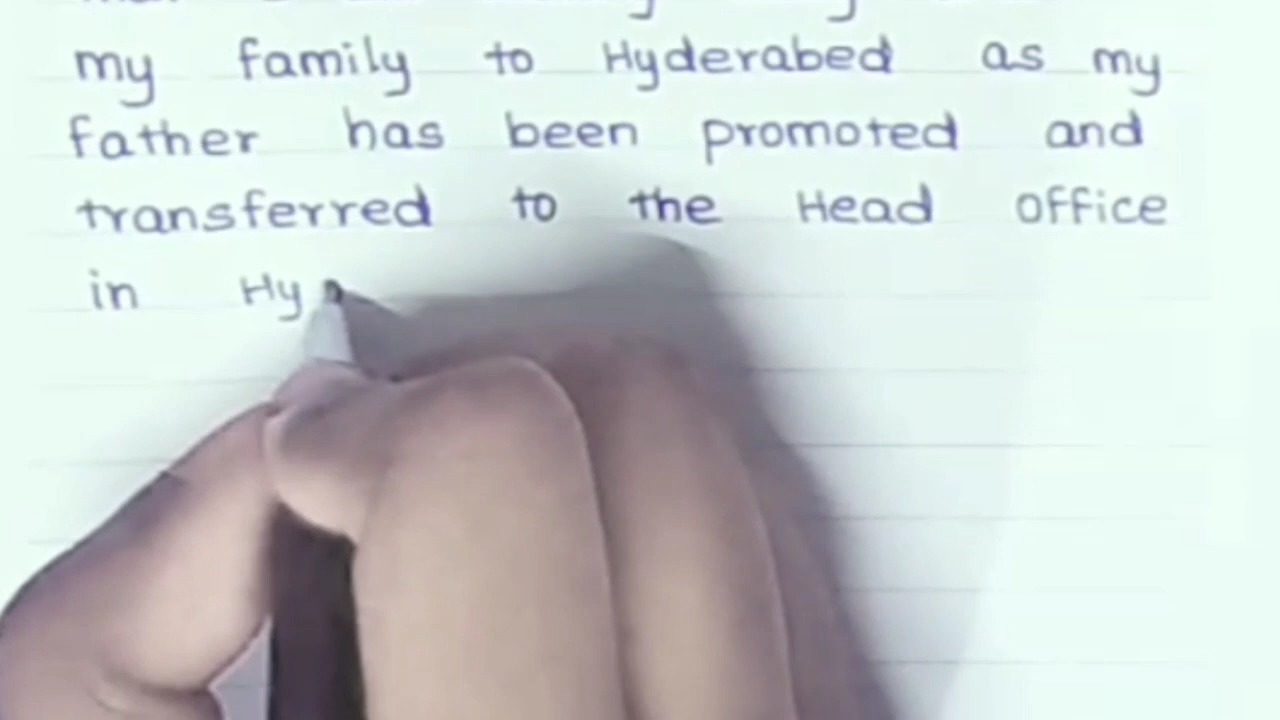 my family to Hyderabed as my
father has been promoted and
transferred to the Head office
in Hy